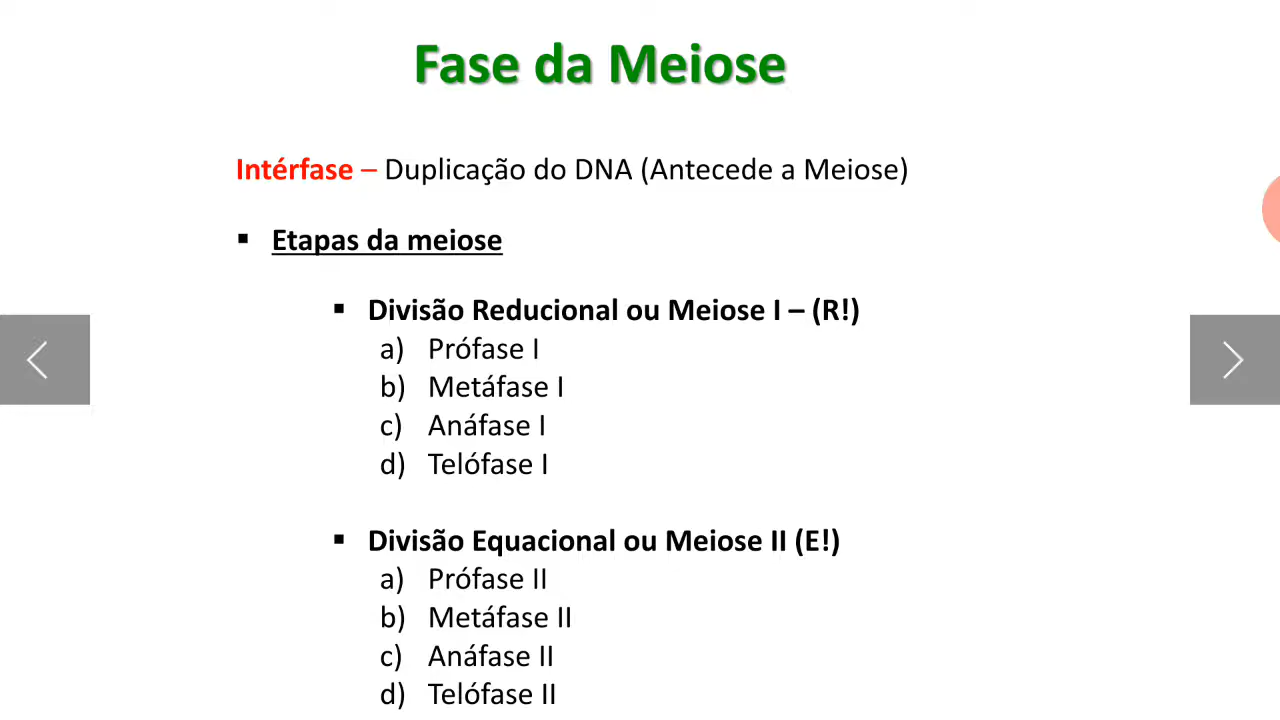 Fase da Meiose
Intérfase – Duplicação do DNA (Antecede a Meiose)
▪ Etapas da meiose
▪ Divisão Reducional ou Meiose I – (R!)
a) Prófase I
b) Metáfase I
c) Anáfase I
d) Telófase I
▪ Divisão Equacional ou Meiose II (E!)
a) Prófase II
b) Metáfase II
c) Anáfase II
d) Telófase II